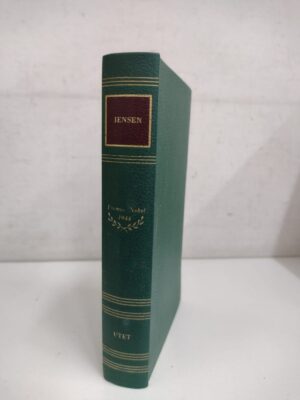 JENSEN
Premio Nobel
1944
UTET